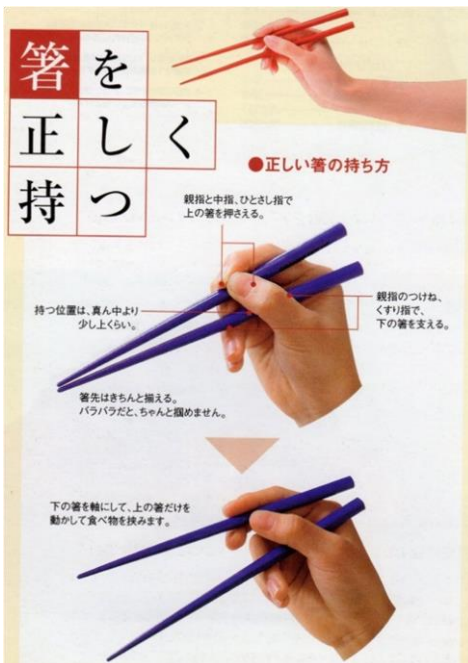 箸を
正しく
持つ
●正しい箸の持ち方
親指と中指、ひとさし指で
上の箸を押さえる。
持つ位置は、真ん中より
少し上くらい。
親指のつけね、
くすり指で、
下の箸を支える。
箸先はきちんと揃える。
バラバラだと、ちゃんと掴めません。
下の箸を軸にして、上の箸だけを
動かして食べ物を挟みます。